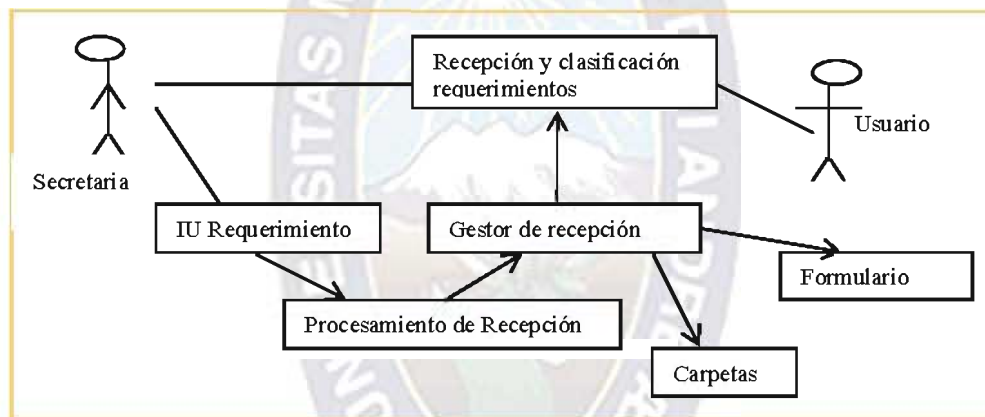 Recepción y clasificación
requerimientos
Usuario
Secretaria
IU Requerimiento
Gestor de recepción
Formulario
Procesamiento de Recepción
Carpetas